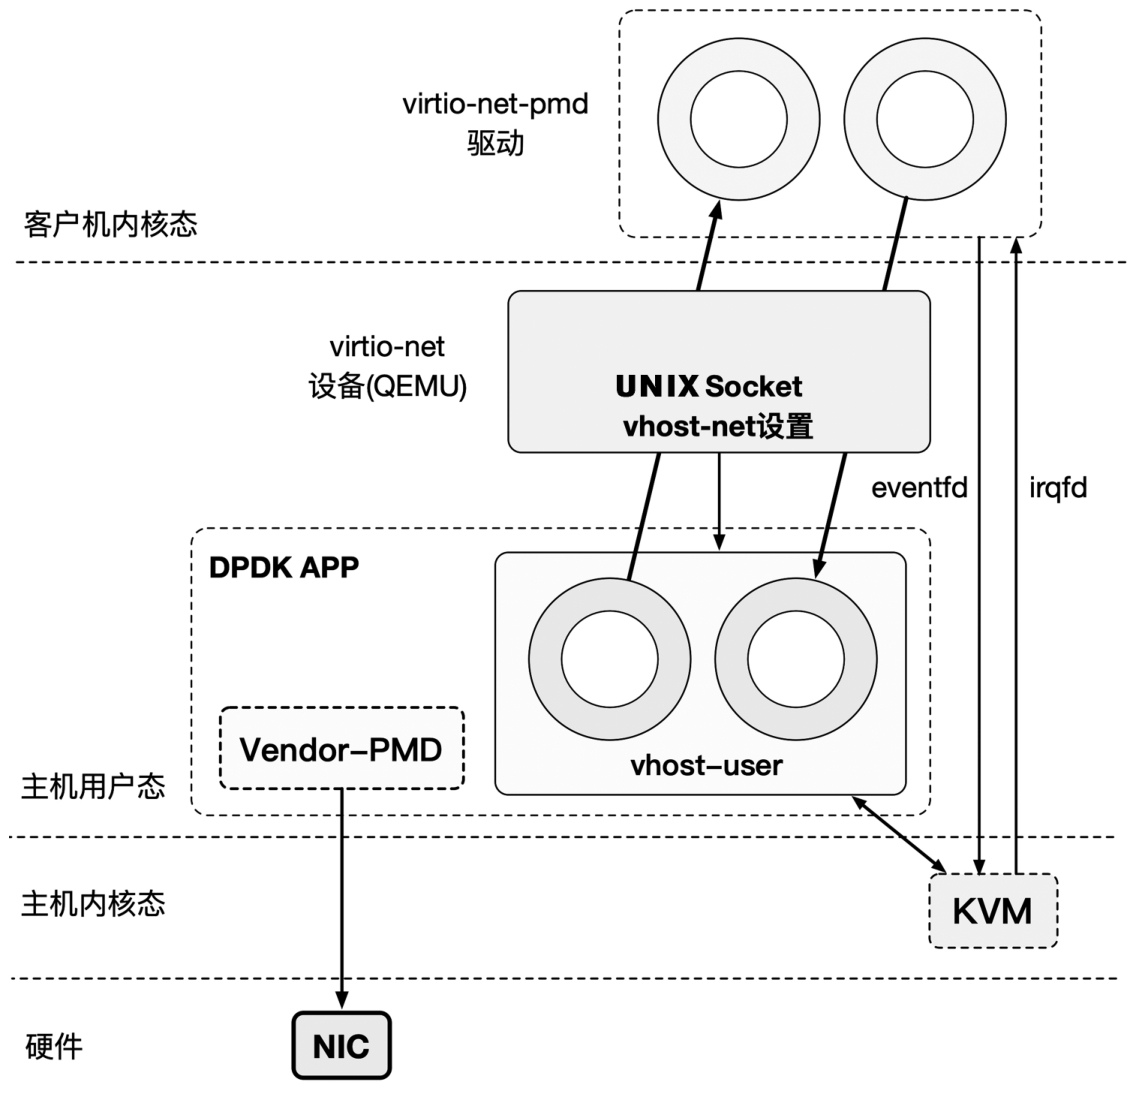 virtio-net-pmd
驱动
客户机内核态
virtio-net
设备(QEMU)
UNIX Socket
vhost-net设置
eventfd
irqfd
DPDK APP
Vendor–PMD
vhost–user
主机用户态
主机内核态
KVM
硬件
NIC